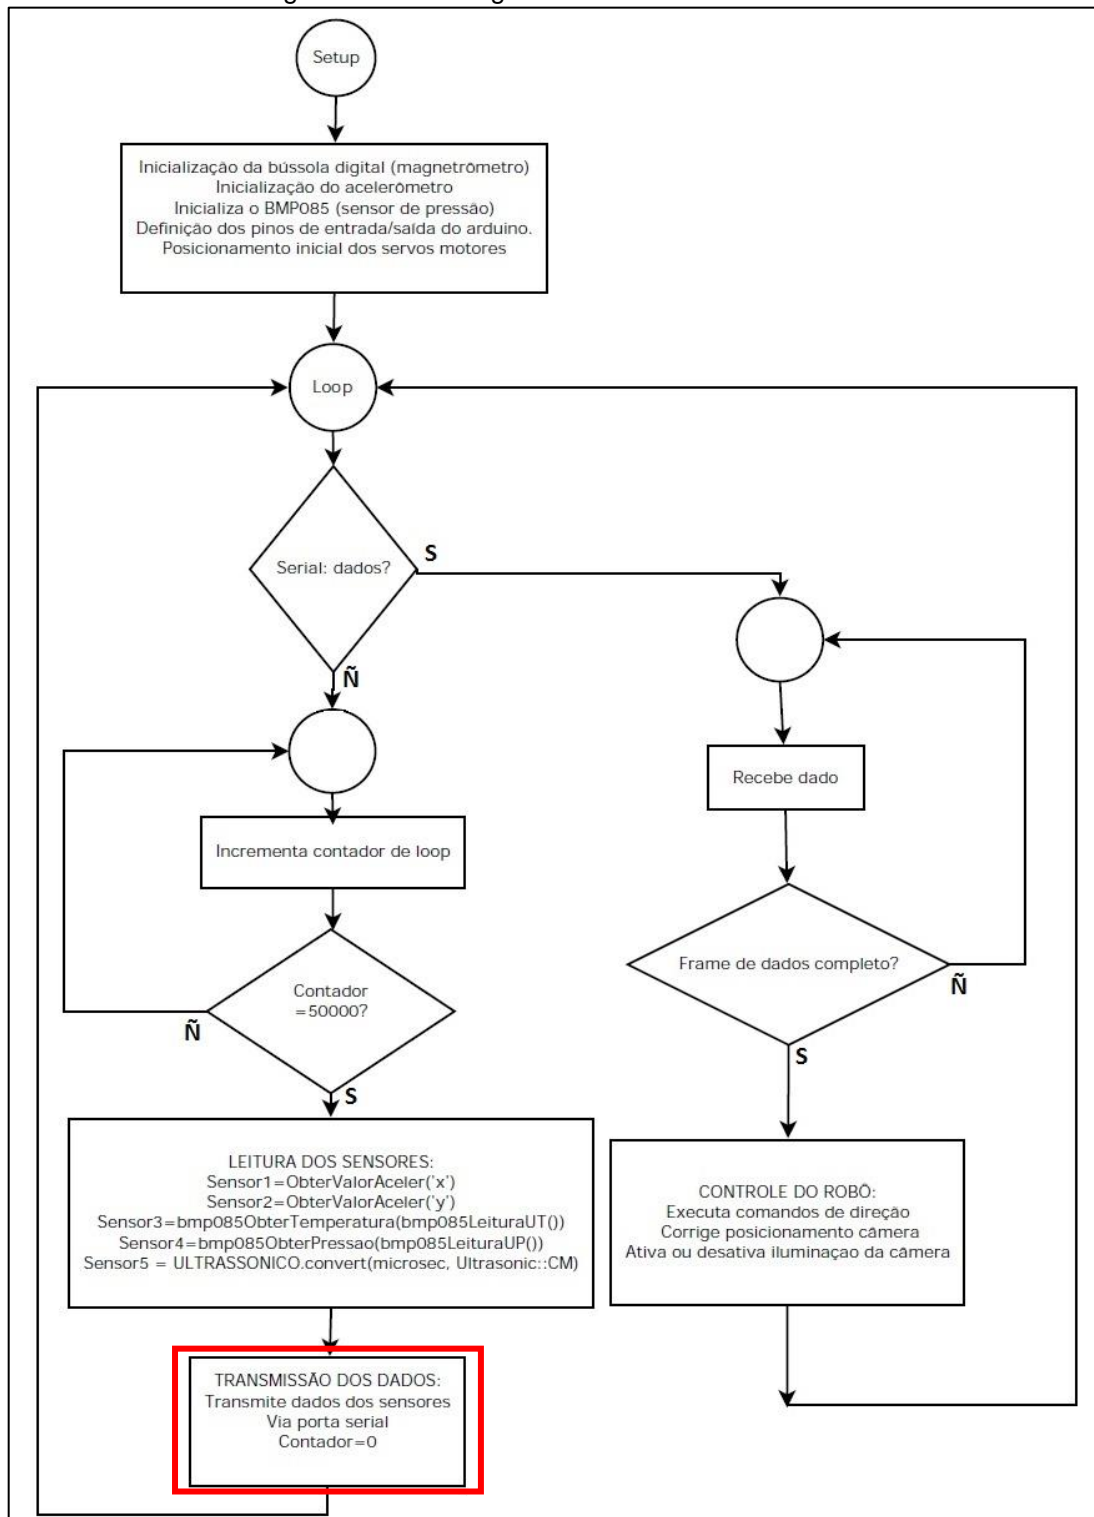 Setup
Inicialização da bússola digital (magnetrômetro)
Inicialização do acelerômetro
Inicializa o BMP085 (sensor de pressão)
Definição dos pinos de entrada/saída do arduino.
Posicionamento inicial dos servos motores
Loop
Serial: dados?
S
Ñ
Recebe dado
Incrementa contador de loop
Frame de dados completo?
Ñ
S
Contador
=50000?
Ñ
S
LEITURA DOS SENSORES:
Sensor1=ObterValorAceler('x')
Sensor2=ObterValorAceler('y')
Sensor3=bmp085ObterTemperatura(bmp085LeituraUT())
Sensor4=bmp085ObterPressao(bmp085LeituraUP())
Sensor5 = ULTRASSONICO.convert(microsec, Ultrasonic::CM)
CONTROLE DO ROBÔ:
Executa comandos de direção
Corrige posicionamento câmera
Ativa ou desativa iluminaçao da câmera
TRANSMISSÃO DOS DADOS:
Transmite dados dos sensores
Via porta serial
Contador=0